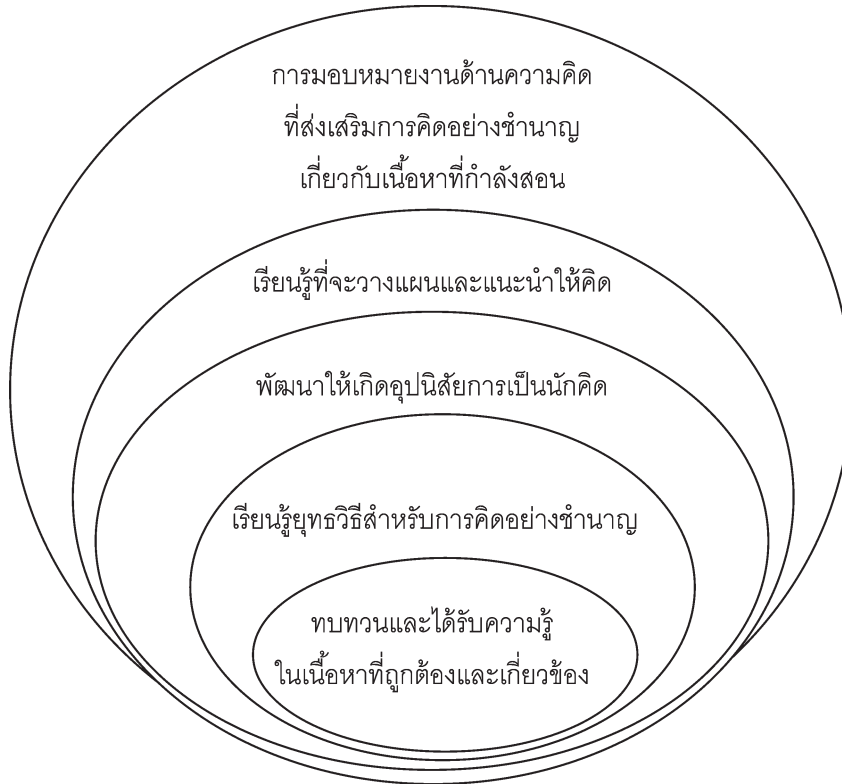 การมอบหมายงานด้านความคิด
ที่ส่งเสริมการคิดอย่างชำนาญ
เกี่ยวกับเนื้อหาที่กำลังสอน
เรียนรู้ที่จะวางแผนและแนะนำให้คิด
พัฒนาให้เกิดอุปนิสัยการเป็นนักคิด
เรียนรู้ยุทธวิธีสำหรับการคิดอย่างชำนาญ
ทบทวนและได้รับความรู้
ในเนื้อหาที่ถูกต้องและเกี่ยวข้อง